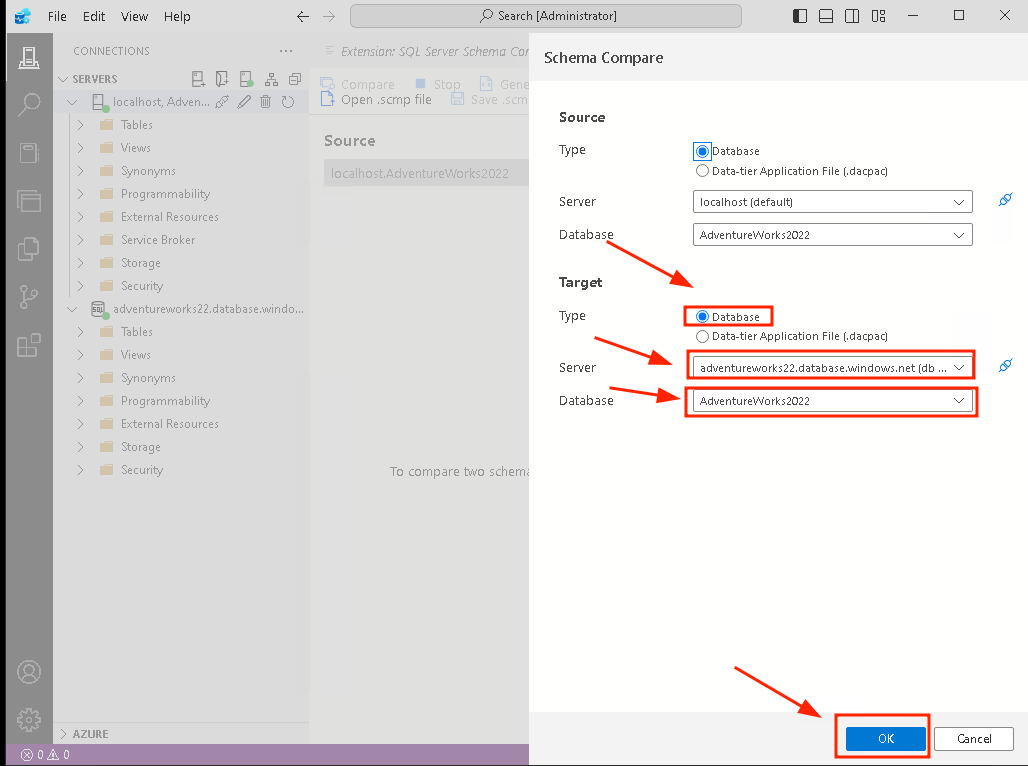 File Edit View Help
Search [Administrator]
CONNECTIONS
SERVERS
localhost, Adven...
Tables
Views
Synonyms
Programmability
External Resources
Service Broker
Storage
Security
adventureworks22.database.windo...
Tables
Views
Synonyms
Programmability
External Resources
Storage
Security
AZURE
0 0
Extension: SQL Server Schema Cor
Compare Stop Gene
Open .scmp file Save .scm
Source
localhost.AdventureWorks2022
To compare two schema
Schema Compare
Source
Type Database
Data-tier Application File (.dacpac)
Server localhost (default)
Database AdventureWorks2022
Target
Type Database
Data-tier Application File (.dacpac)
Server adventureworks22.database.windows.net (db ...
Database AdventureWorks2022
OK Cancel